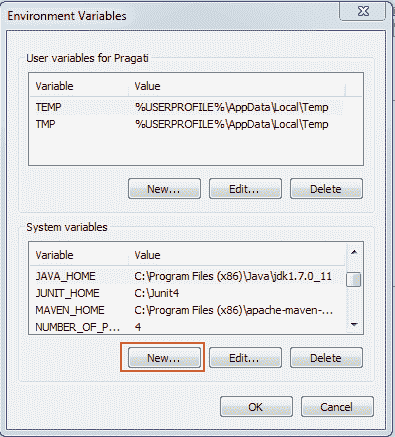 Environment Variables
User variables for Pragati
Variable Value
TEMP %USERPROFILE%\AppData\Local\Temp
TMP %USERPROFILE%\AppData\Local\Temp
New... Edit... Delete
System variables
Variable Value
JAVA_HOME C:\Program Files (x86)\Java\jdk1.7.0_11
JUNIT_HOME C:\Junit4
MAVEN_HOME C:\Program Files (x86)\apache-maven-...
NUMBER_OF_P... 4
New... Edit... Delete
OK Cancel